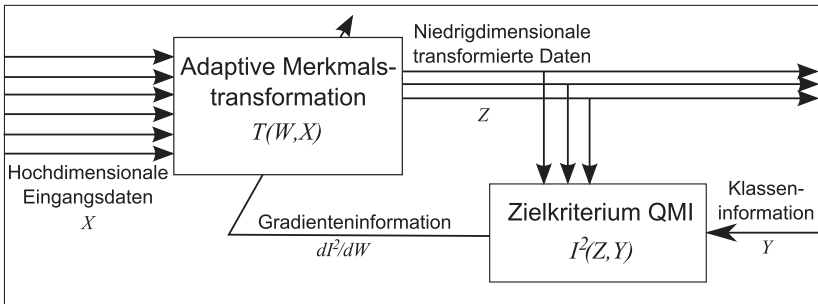 Adaptive Merkmals-
transformation
T(W,X)
Niedrigdimensionale
transformierte Daten
Z
Hochdimensionale
Eingangsdaten
X
Gradienteninformation
dI²/dW
Zielkriterium QMI
I²(Z,Y)
Klassen-
information
Y